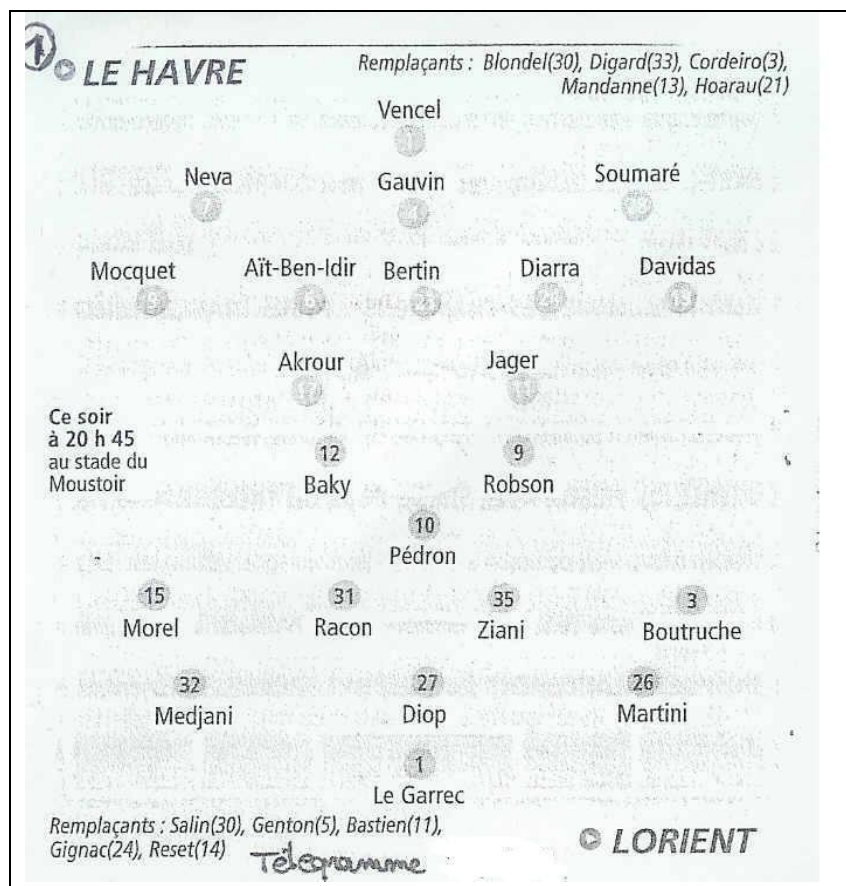 1
LE HAVRE
Remplaçants : Blondel(30), Digard(33), Cordeiro(3),
Mandanne(13), Hoarau(21)
Vencel
1
Neva Gauvin Soumaré
Mocquet Aït-Ben-Idir Bertin Diarra Davidas
Akrour Jager
17
Ce soir
à 20 h 45
au stade du
Moustoir
12 9
Baky Robson
10
Pédron
15 31 35 3
Morel Racon Ziani Boutruche
32 27 26
Medjani Diop Martini
1
Le Garrec
Remplaçants : Salin(30), Genton(5), Bastien(11),
Gignac(24), Reset(14)
Télégramme
LORIENT